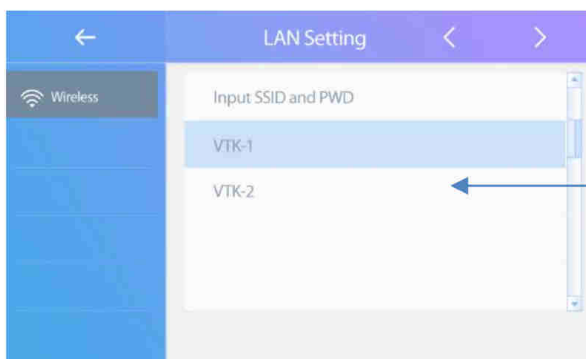 LAN Setting
Wireless
Input SSID and PWD
VTK-1
VTK-2